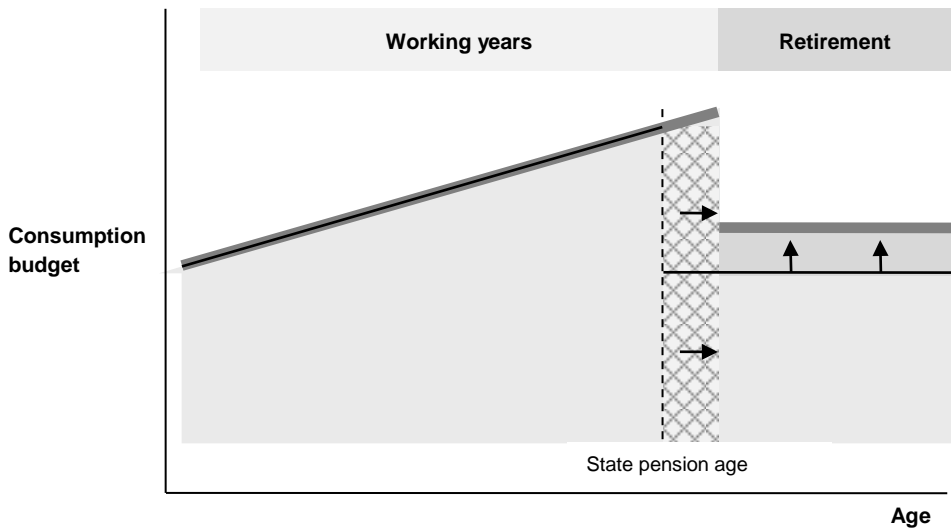 Working years
Retirement
Consumption
budget
State pension age
Age